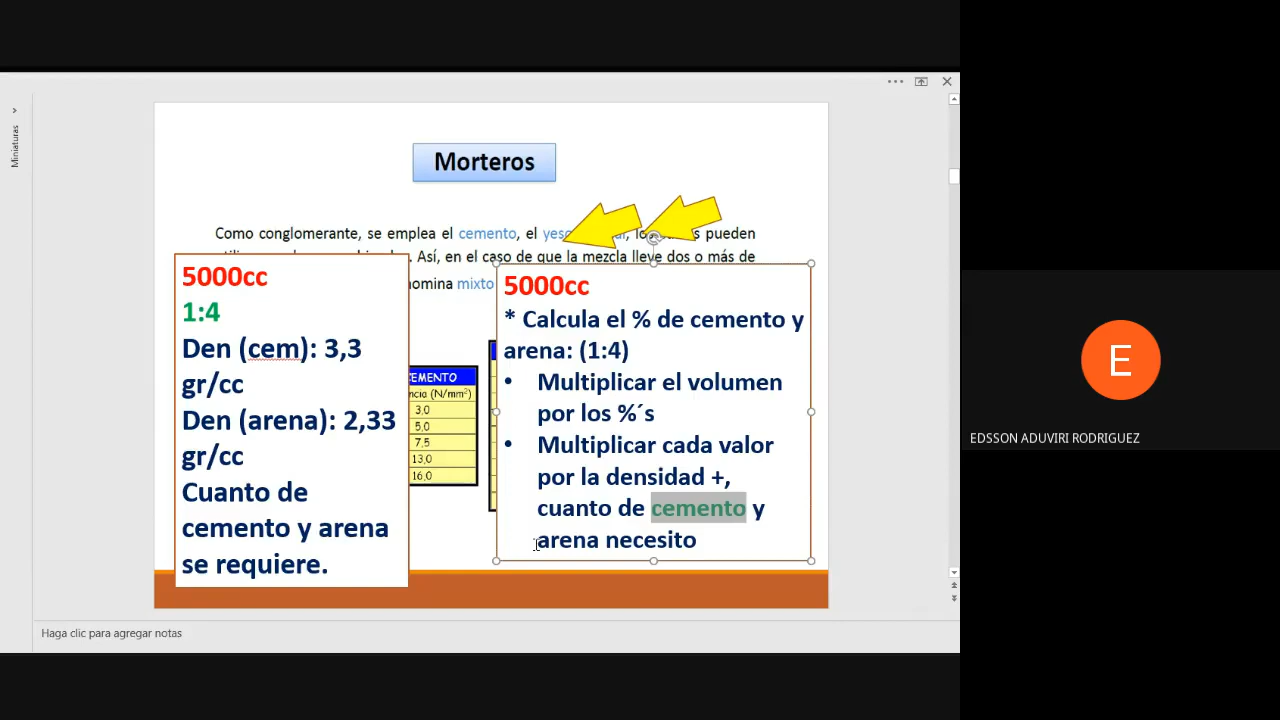 Miniaturas
Morteros
Como conglomerante, se emplea el cemento, el yeso
pueden
Así, en el caso de que la mezcla lleve dos o más de
mixto
5000cc
1:4
Den (cem): 3,3
gr/cc
Den (arena): 2,33
gr/cc
Cuanto de
cemento y arena
se requiere.
CEMENTO
(N/mm²)
3,0
5,0
7,5
13,0
16,0
5000cc
* Calcula el % de cemento y
arena: (1:4)
• Multiplicar el volumen
por los %´s
• Multiplicar cada valor
por la densidad +,
cuanto de cemento y
arena necesito
Haga clic para agregar notas
E
EDSSON ADUVIRI RODRIGUEZ